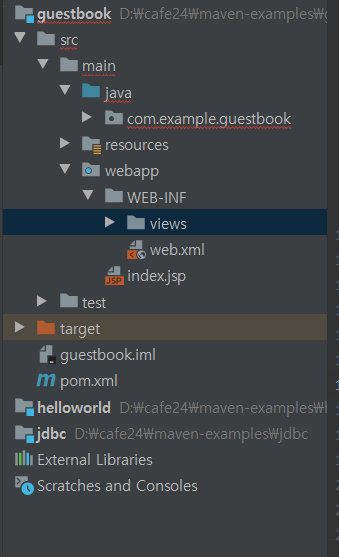 guestbook D:₩cafe24₩maven-examples₩
src
main
java
com.example.guestbook
resources
webapp
WEB-INF
views
web.xml
JSP index.jsp
test
target
guestbook.iml
m pom.xml
helloworld D:₩cafe24₩maven-examples₩
jdbc D:₩cafe24₩maven-examples₩jdbc
External Libraries
Scratches and Consoles